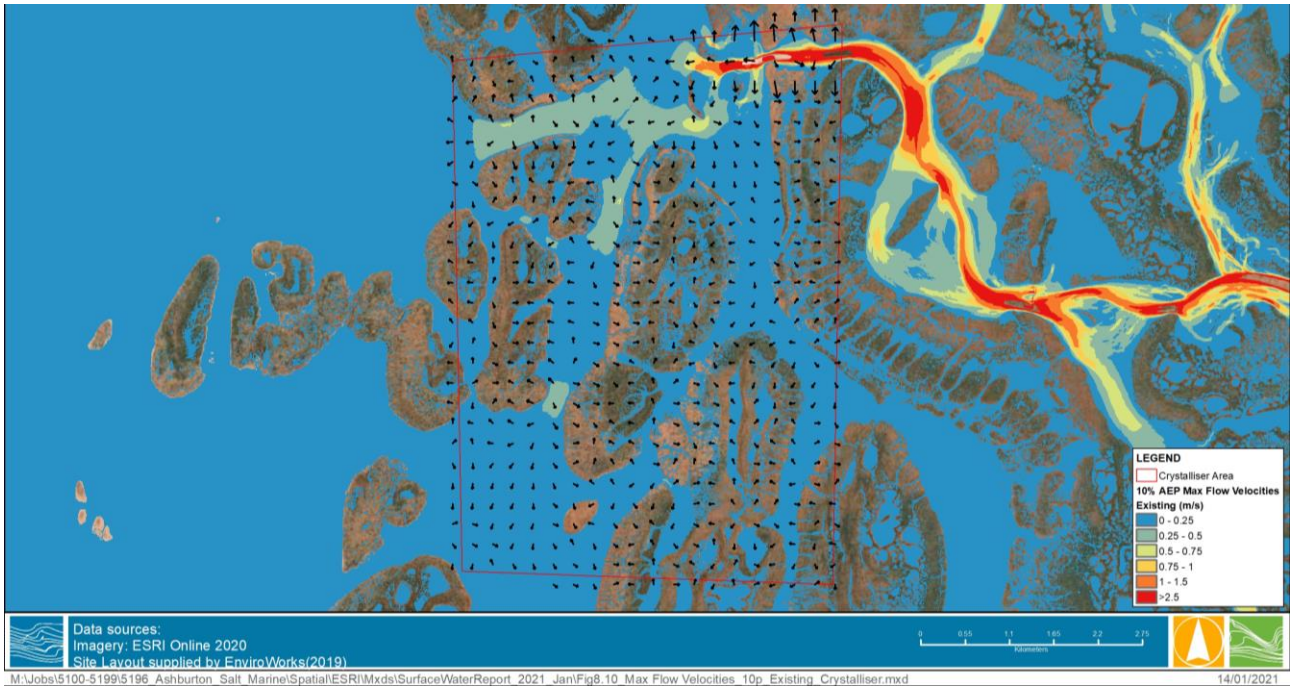 LEGEND
Crystalliser Area
10% AEP Max Flow Velocities
Existing (m/s)
0 - 0.25
0.25 - 0.5
0.5 - 0.75
0.75 - 1
1 - 1.5
>2.5
Data sources:
Imagery: ESRI Online 2020
Site Layout supplied by EnviroWorks(2019)
0 0.55 1.1 1.65 2.2 2.75
Kilometers
M:\Jobs\5100-5199\5196_Ashburton_Salt_Marine\Spatial\ESRI\Mxds\SurfaceWaterReport_2021_Jan\Fig8.10_Max Flow Velocities_10p_Existing_Crystalliser.mxd
14/01/2021